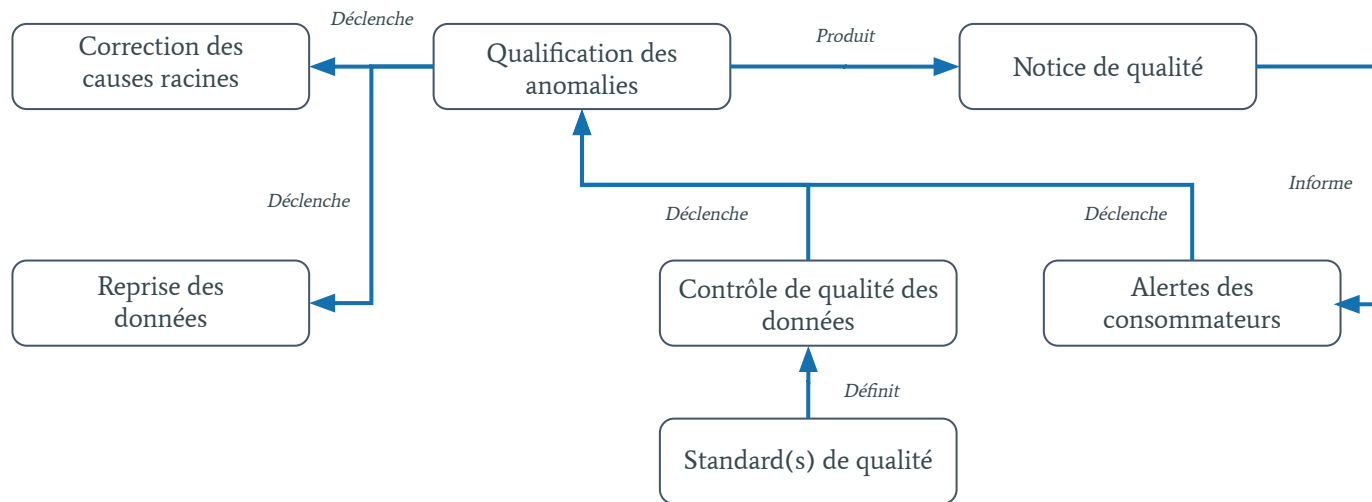 Déclenche
Correction des
causes racines
Qualification des
anomalies
Produit
Notice de qualité
Déclenche
Déclenche
Déclenche
Informe
Reprise des
données
Contrôle de qualité des
données
Alertes des
consommateurs
Définit
Standard(s) de qualité